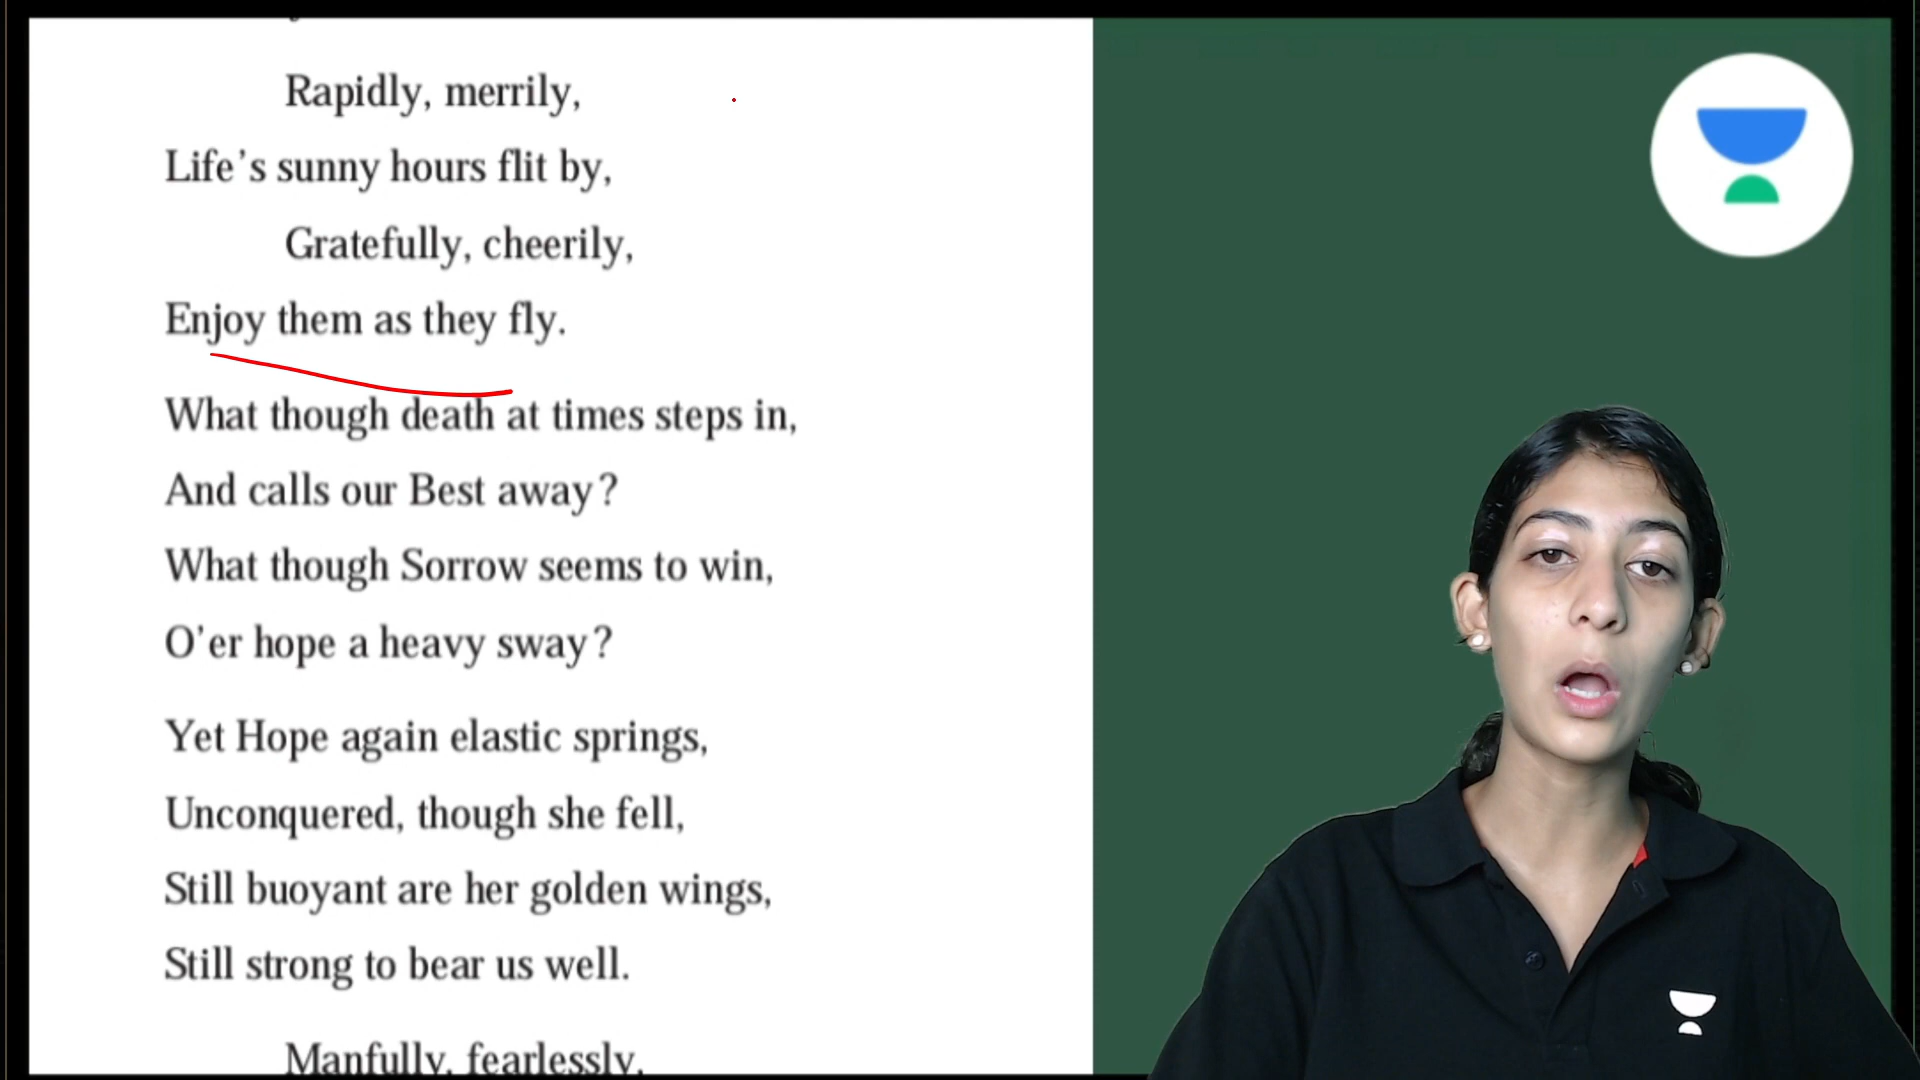 Rapidly, merrily,
Life's sunny hours flit by,
Gratefully, cheerily,
Enjoy them as they fly.
What though death at times steps in,
And calls our Best away?
What though Sorrow seems to win,
O'er hope a heavy sway?
Yet Hope again elastic springs,
Unconquered, though she fell,
Still buoyant are her golden wings,
Still strong to bear us well.
Manfully, fearlessly,